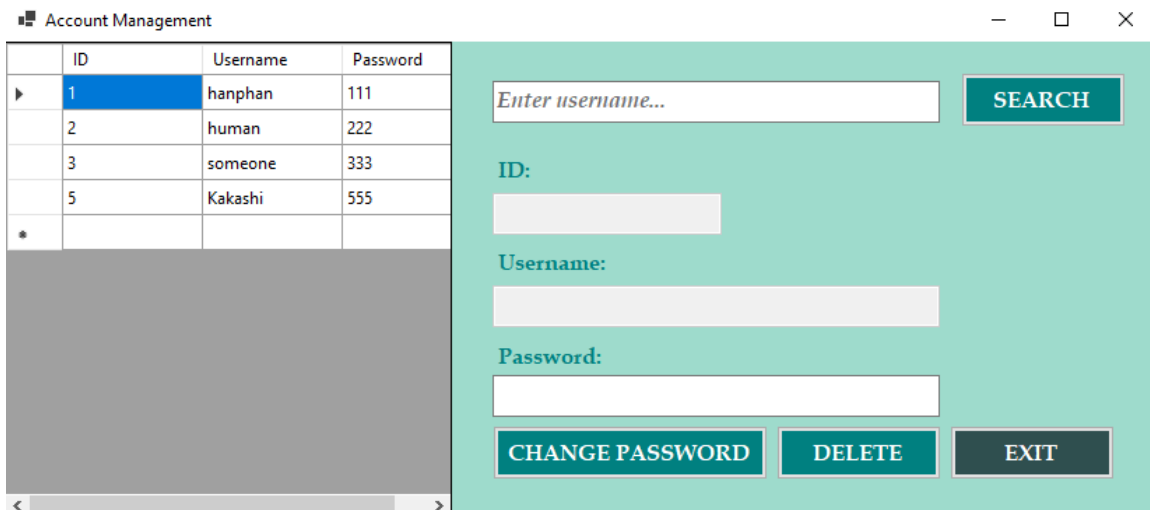 Account Management
ID Username Password
1 hanphan 111
2 human 222
3 someone 333
5 Kakashi 555
Enter username...
SEARCH
ID:
Username:
Password:
CHANGE PASSWORD
DELETE
EXIT